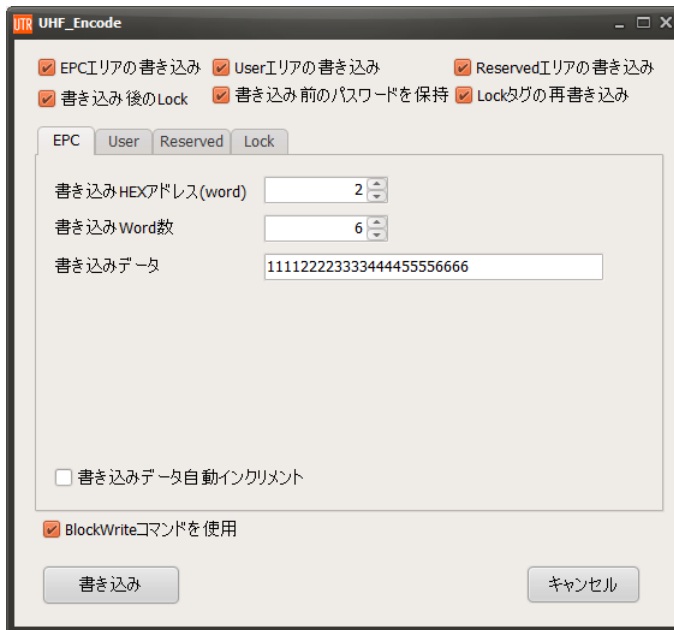 UTR UHF_Encode
EPCエリアの書き込み Userエリアの書き込み Reservedエリアの書き込み
書き込み後のLock 書き込み前のパスワードを保持 Lockタグの再書き込み
EPC User Reserved Lock
書き込みHEXアドレス(word) 2
書き込みWord数 6
書き込みデータ 111122223333444455556666
書き込みデータ自動インクリメント
BlockWriteコマンドを使用
書き込み キャンセル